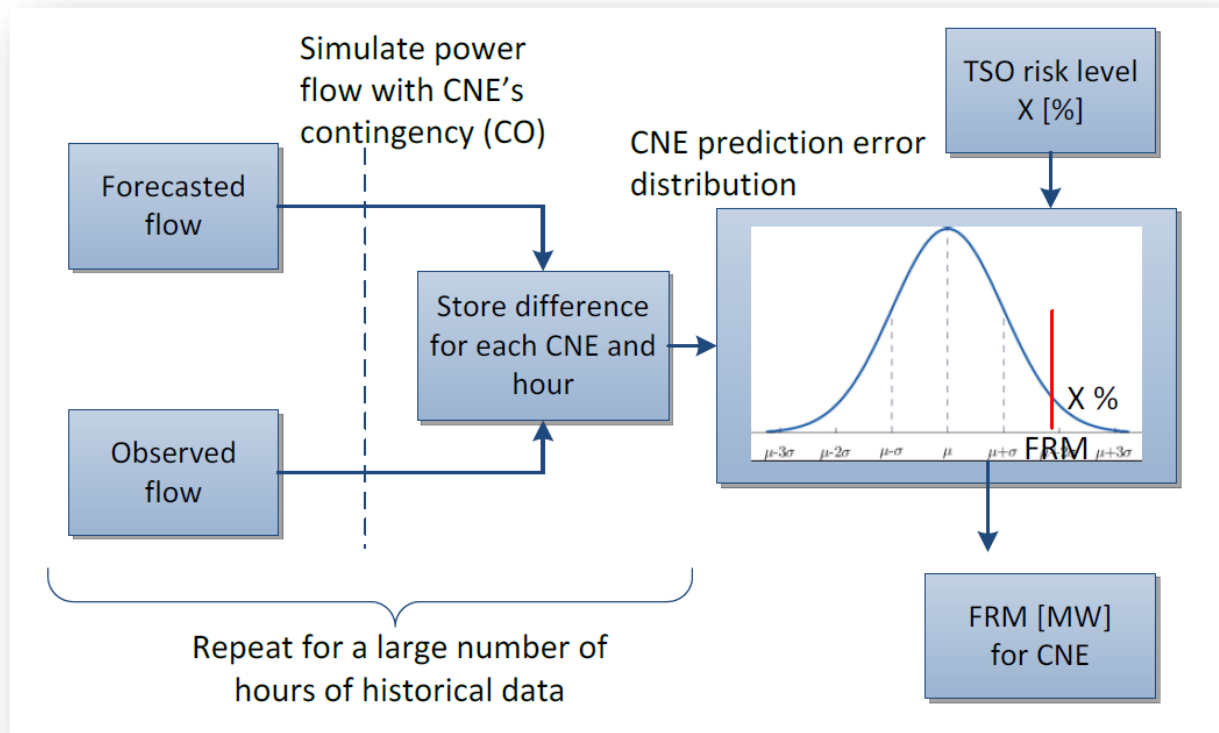 Simulate power
flow with CNE's
contingency (CO)
TSO risk level
X [%]
CNE prediction error
distribution
Forecasted
flow
Store difference
for each CNE and
hour
Observed
flow
X %
μ-3σ μ-2σ μ-σ μ μ+σ FRM μ+3σ
FRM [MW]
for CNE
Repeat for a large number of
hours of historical data